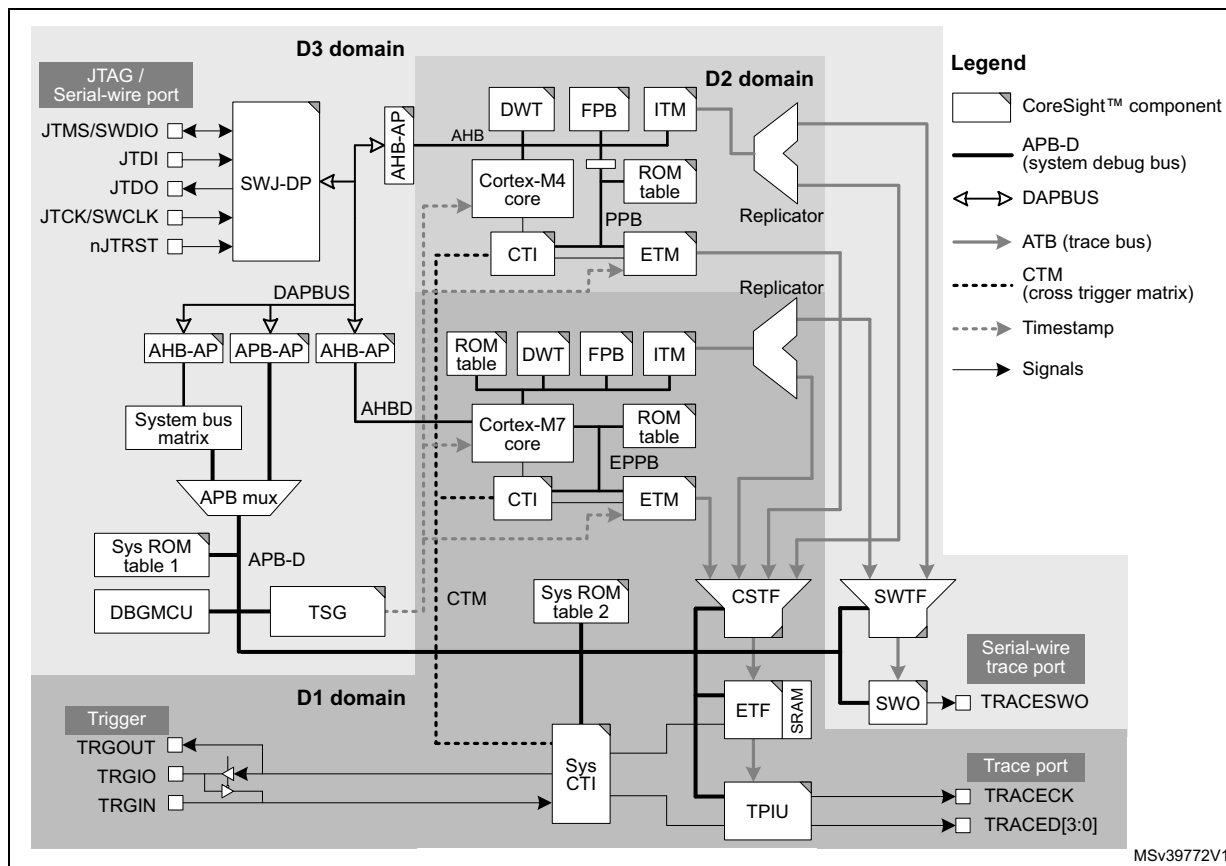 D3 domain
JTAG /
Serial-wire port
JTMS/SWDIO
JTDI
JTDO
JTCK/SWCLK
nJTRST
SWJ-DP
AHB-AP
AHB
D2 domain
DWT
FPB
ITM
Cortex-M4
core
ROM
table
PPB
CTI
ETM
Replicator
DAPBUS
AHB-AP
APB-AP
AHB-AP
System bus
matrix
AHBD
APB mux
Sys ROM
table 1
APB-D
DBGMCU
TSG
CTM
Replicator
ROM
table
DWT
FPB
ITM
Cortex-M7
core
ROM
table
EPPB
CTI
ETM
Sys ROM
table 2
CSTF
SWTF
D1 domain
ETF
SRAM
SWO
Serial-wire
trace port
TRACESWO
Trigger
TRGOUT
TRGIO
TRGIN
Sys
CTI
TPIU
Trace port
TRACECK
TRACED[3:0]
Legend
CoreSight™ component
APB-D
(system debug bus)
DAPBUS
ATB (trace bus)
CTM
(cross trigger matrix)
Timestamp
Signals
MSv39772V1